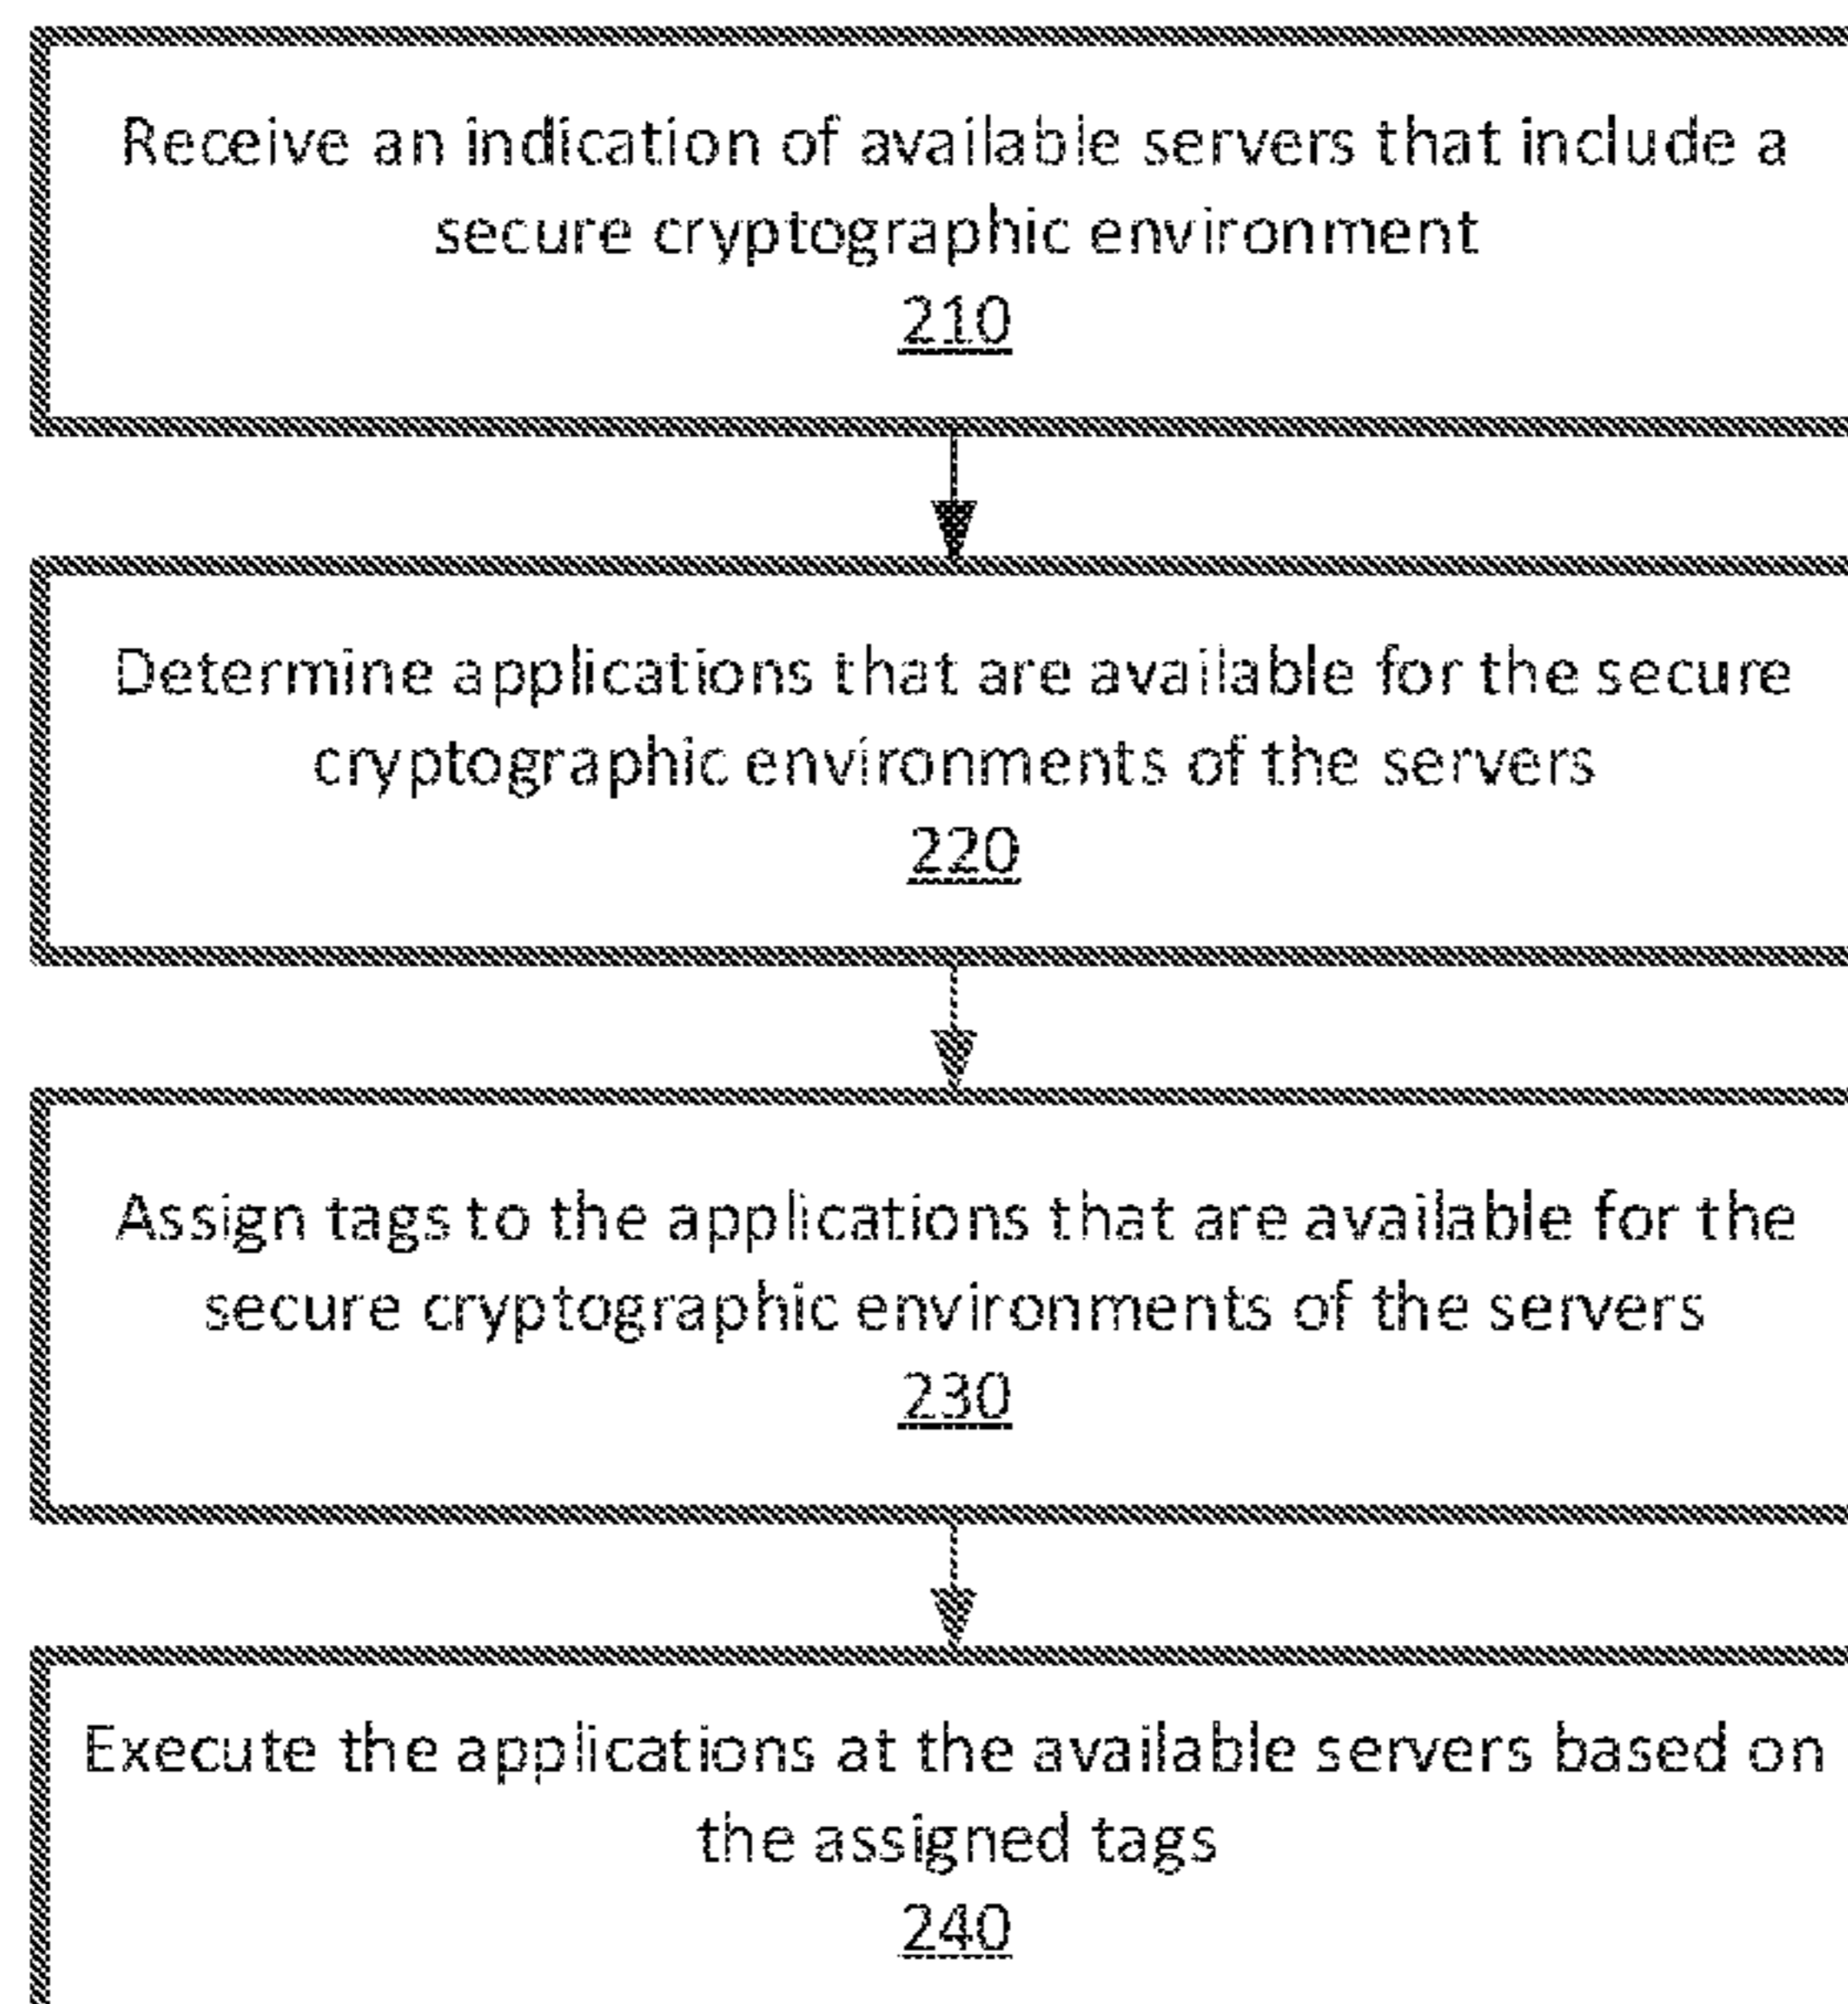 Receive an indication of available servers that include a
secure cryptographic environment
210
Determine applications that are available for the secure
cryptographic environments of the servers
220
Assign tags to the applications that are available for the
secure cryptographic environments of the servers
230
Execute the applications at the available servers based on
the assigned tags
240